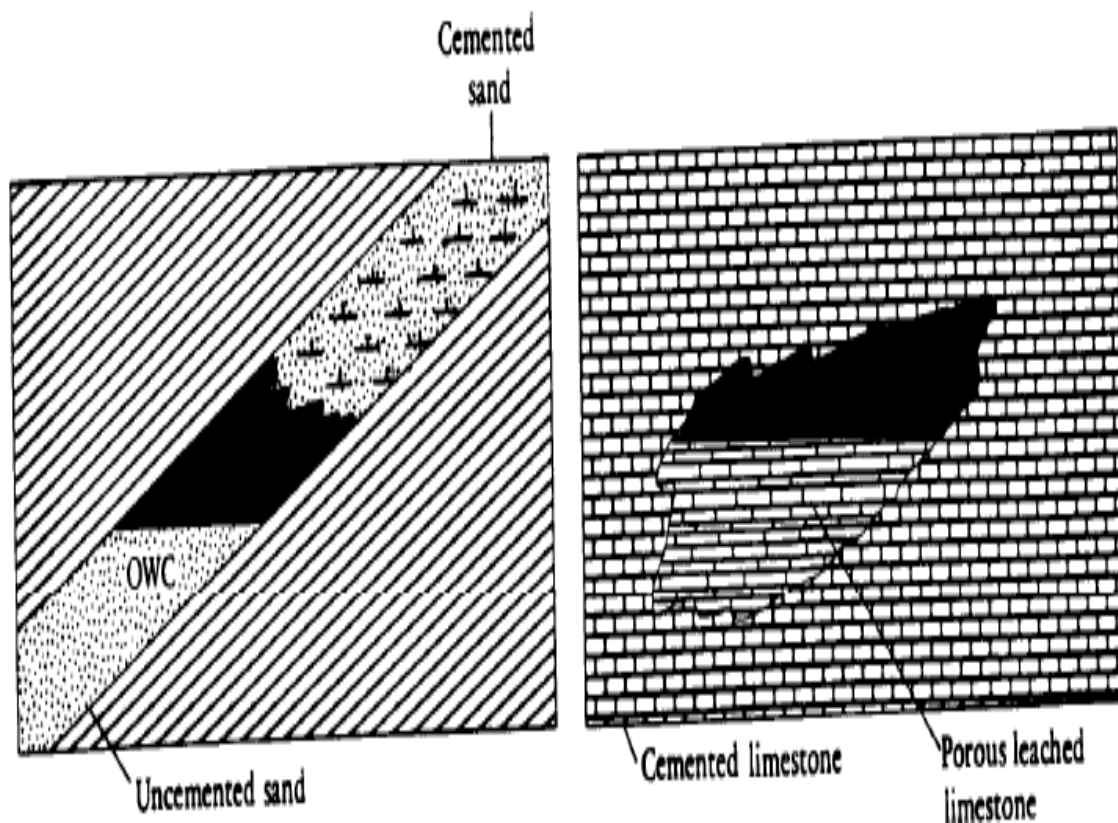 Cemented
sand
OWC
Uncemented sand
Cemented limestone
Porous leached
limestone